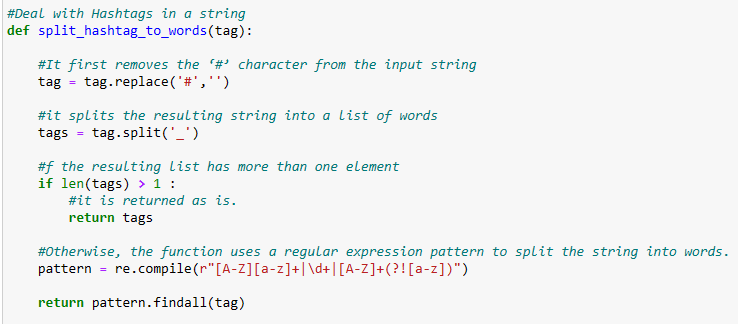 #Deal with Hashtags in a string
def split_hashtag_to_words(tag):
#It first removes the ‘#’ character from the input string
tag = tag.replace('#','')
#it splits the resulting string into a list of words
tags = tag.split('_')
#f the resulting list has more than one element
if len(tags) > 1 :
#it is returned as is.
return tags
#Otherwise, the function uses a regular expression pattern to split the string into words.
pattern = re.compile(r"[A-Z][a-z]+|\d+|[A-Z]+(?![a-z])")
return pattern.findall(tag)